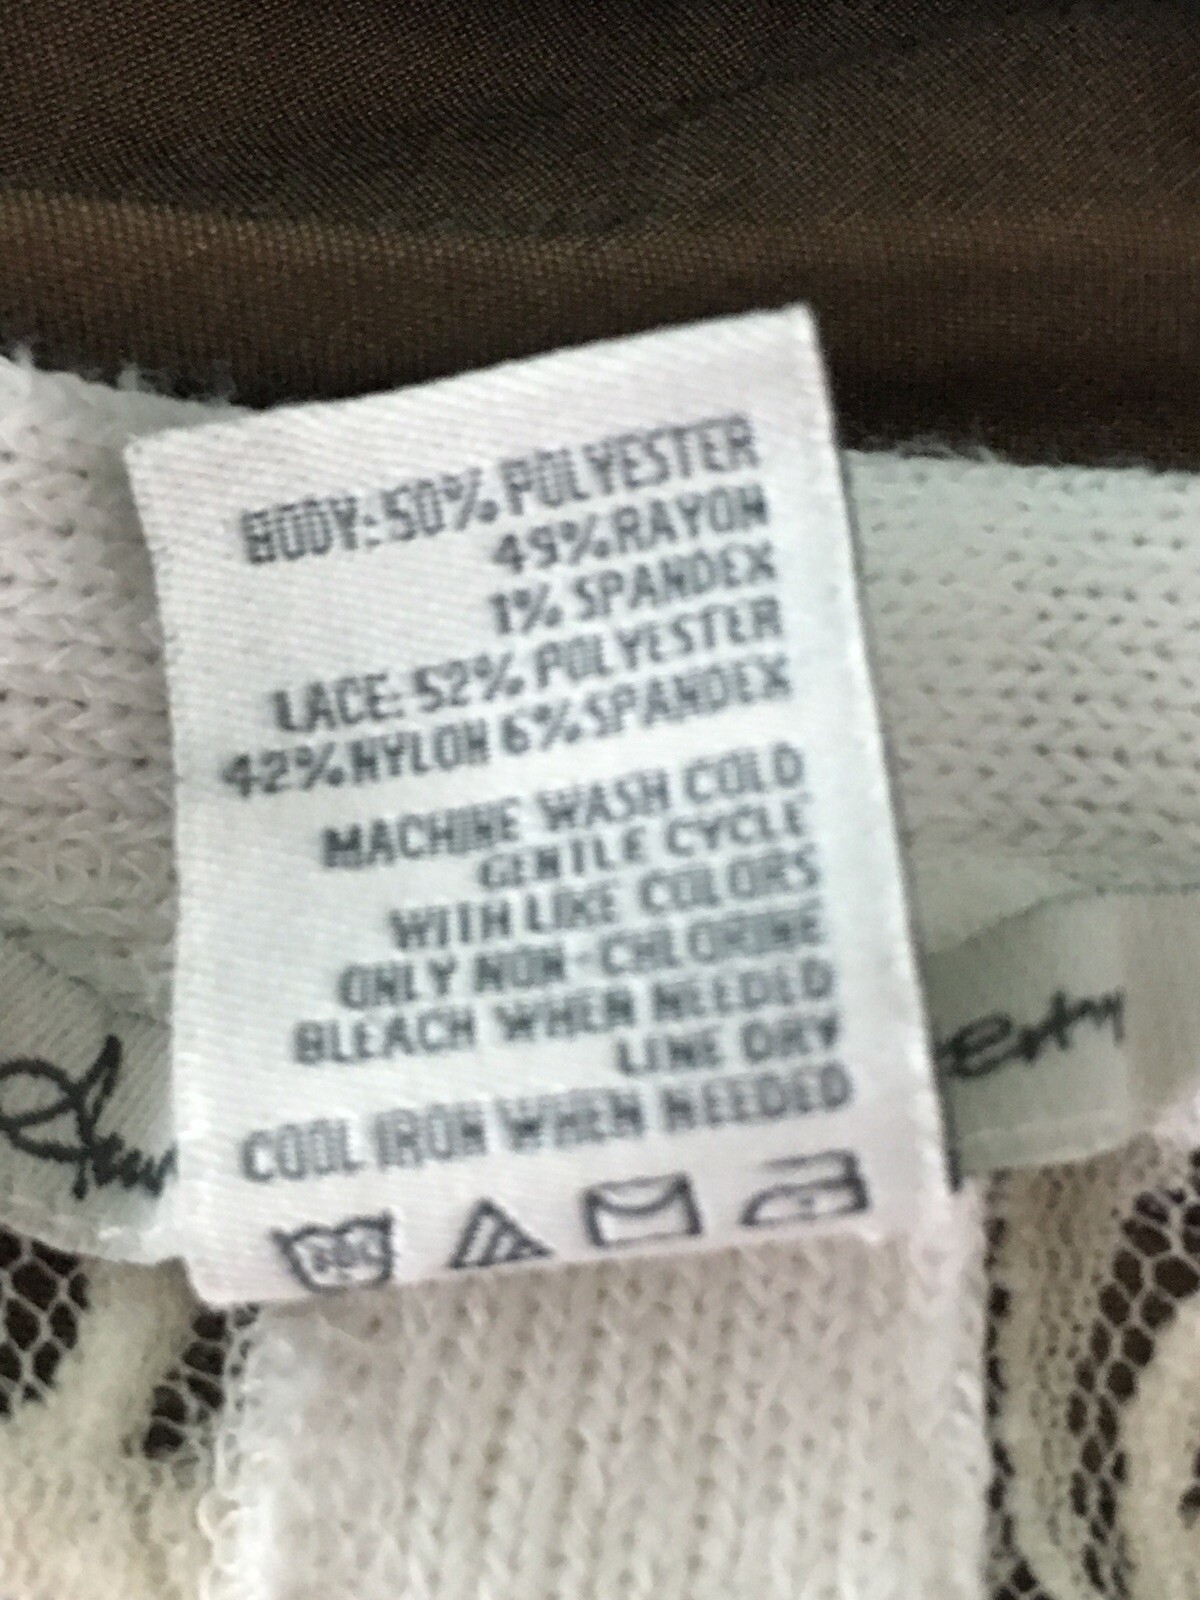 BODY: 50% POLYESTER
49% RAYON
1% SPANDEX
LACE: 52% POLYESTER
42% NYLON 6% SPANDEX
MACHINE WASH COLD
GENTLE CYCLE
WITH LIKE COLORS
ONLY NON-CHLORINE
BLEACH WHEN NEEDED
LINE DRY
COOL IRON WHEN NEEDED